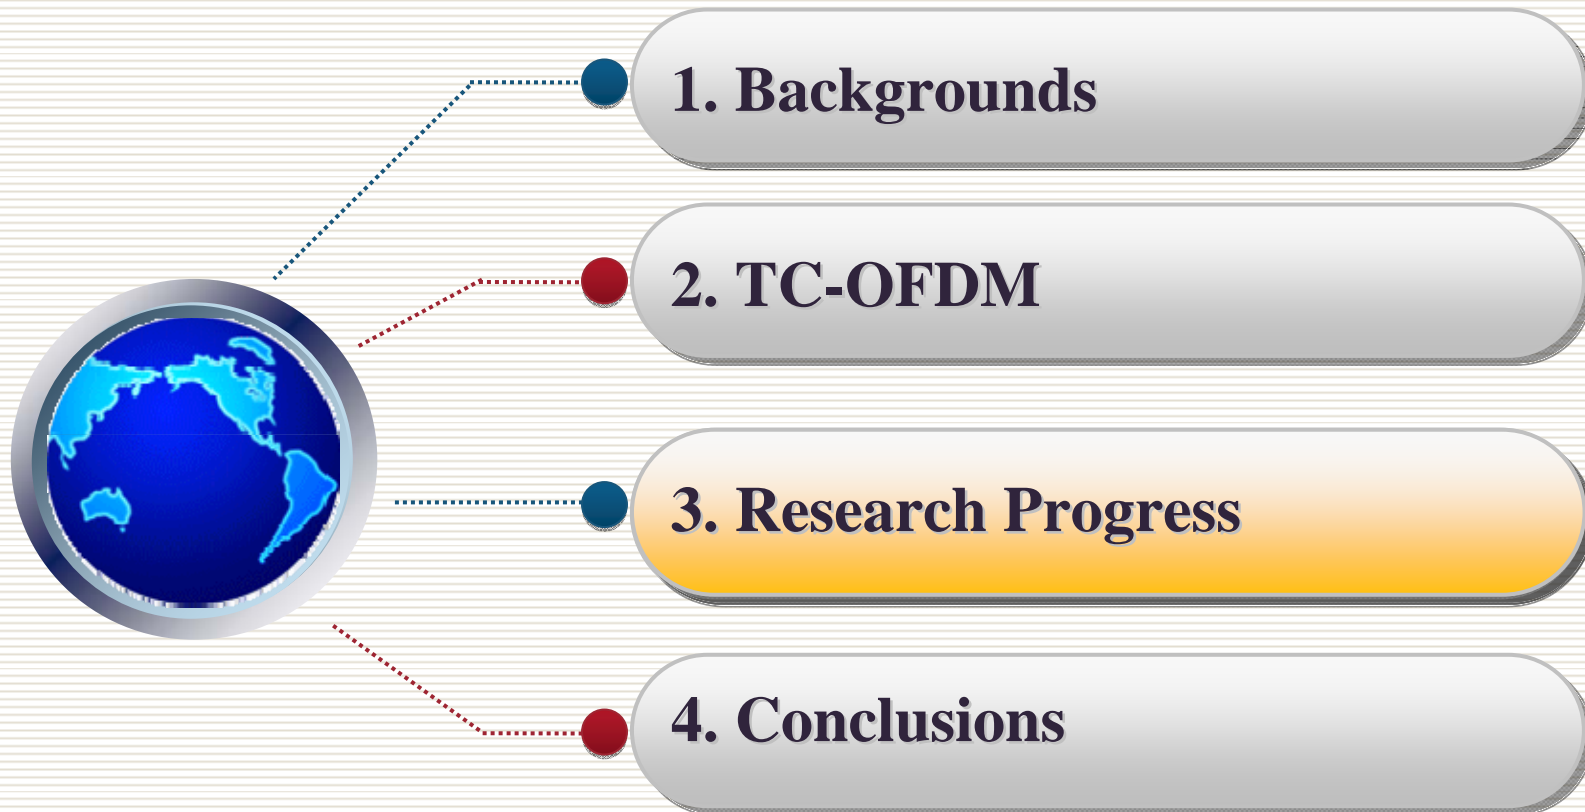 1. Backgrounds
2. TC-OFDM
3. Research Progress
4. Conclusions